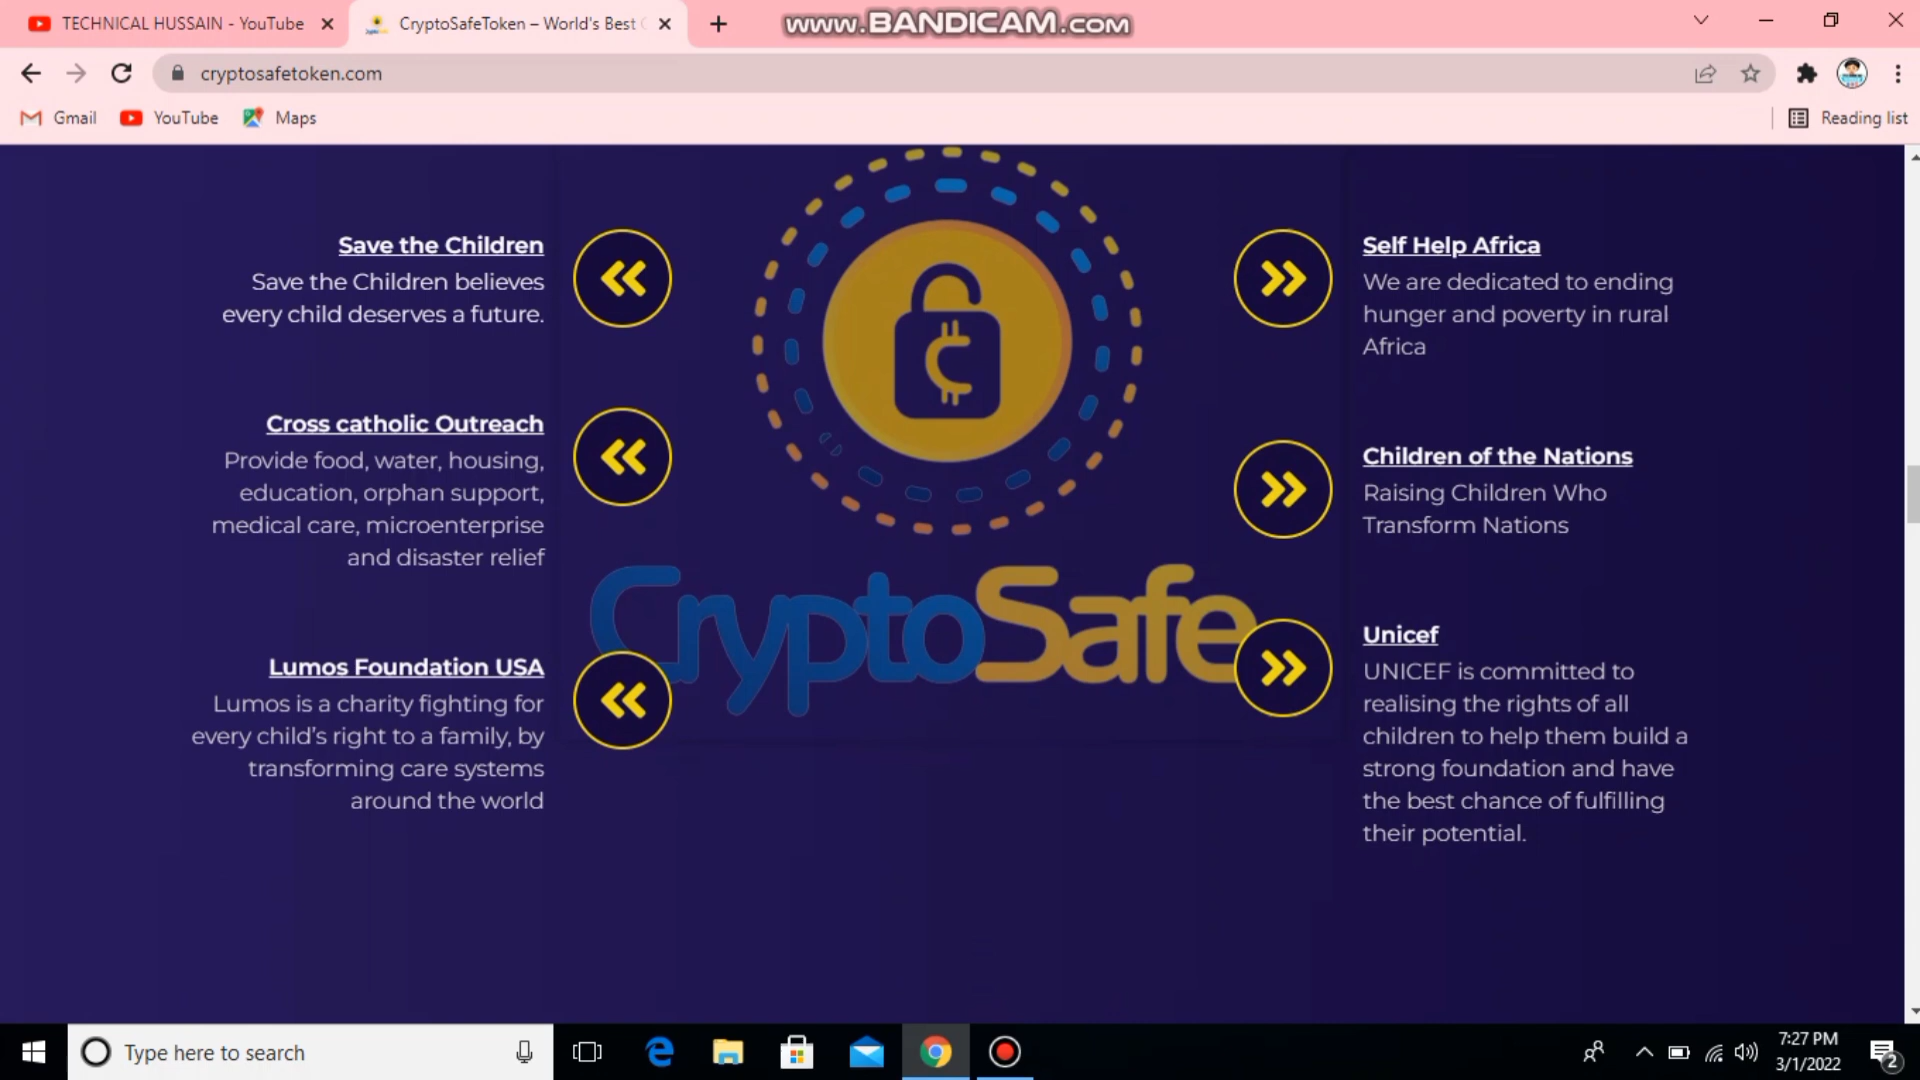 TECHNICAL HUSSAIN - YouTube
CryptoSafeToken – World's Best
www.BANDICAM.com
cryptosafetoken.com
Gmail
YouTube
Maps
Reading list
Save the Children
Save the Children believes
every child deserves a future.
Cross catholic Outreach
Provide food, water, housing,
education, orphan support,
medical care, microenterprise
and disaster relief
Lumos Foundation USA
Lumos is a charity fighting for
every child's right to a family, by
transforming care systems
around the world
CryptoSafe
Self Help Africa
We are dedicated to ending
hunger and poverty in rural
Africa
Children of the Nations
Raising Children Who
Transform Nations
Unicef
UNICEF is committed to
realising the rights of all
children to help them build a
strong foundation and have
the best chance of fulfilling
their potential.
Type here to search
7:27 PM
3/1/2022
2